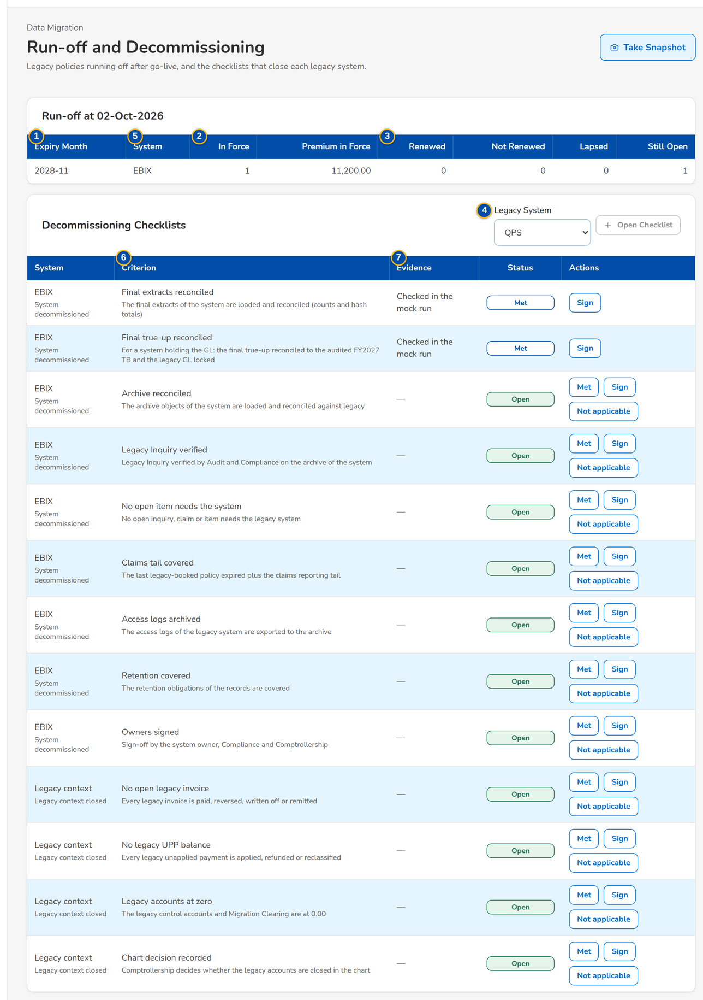 Data Migration
Run-off and Decommissioning
Take Snapshot
Legacy policies running off after go-live, and the checklists that close each legacy system.
Run-off at 02-Oct-2026
1 5 2 3
Expiry Month System In Force Premium in Force Renewed Not Renewed Lapsed Still Open
2028-11 EBIX 1 11,200.00 0 0 0 1
4 Legacy System
Decommissioning Checklists QPS + Open Checklist
6 7
System Criterion Evidence Status Actions
EBIX
System
decommissioned
Final extracts reconciled
The final extracts of the system are loaded and reconciled (counts and hash
totals)
Checked in the
mock run
Met
Sign
EBIX
System
decommissioned
Final true-up reconciled
For a system holding the GL: the final true-up reconciled to the audited FY2027
TB and the legacy GL locked
Checked in the
mock run
Met
Sign
EBIX
System
decommissioned
Archive reconciled
The archive objects of the system are loaded and reconciled against legacy
—
Open
Met Sign
Not applicable
EBIX
System
decommissioned
Legacy Inquiry verified
Legacy Inquiry verified by Audit and Compliance on the archive of the system
—
Open
Met Sign
Not applicable
EBIX
System
decommissioned
No open item needs the system
No open inquiry, claim or item needs the legacy system
—
Open
Met Sign
Not applicable
EBIX
System
decommissioned
Claims tail covered
The last legacy-booked policy expired plus the claims reporting tail
—
Open
Met Sign
Not applicable
EBIX
System
decommissioned
Access logs archived
The access logs of the legacy system are exported to the archive
—
Open
Met Sign
Not applicable
EBIX
System
decommissioned
Retention covered
The retention obligations of the records are covered
—
Open
Met Sign
Not applicable
EBIX
System
decommissioned
Owners signed
Sign-off by the system owner, Compliance and Comptrollership
—
Open
Met Sign
Not applicable
Legacy context
Legacy context closed
No open legacy invoice
Every legacy invoice is paid, reversed, written off or remitted
—
Open
Met Sign
Not applicable
Legacy context
Legacy context closed
No legacy UPP balance
Every legacy unapplied payment is applied, refunded or reclassified
—
Open
Met Sign
Not applicable
Legacy context
Legacy context closed
Legacy accounts at zero
The legacy control accounts and Migration Clearing are at 0.00
—
Open
Met Sign
Not applicable
Legacy context
Legacy context closed
Chart decision recorded
Comptrollership decides whether the legacy accounts are closed in the chart
—
Open
Met Sign
Not applicable